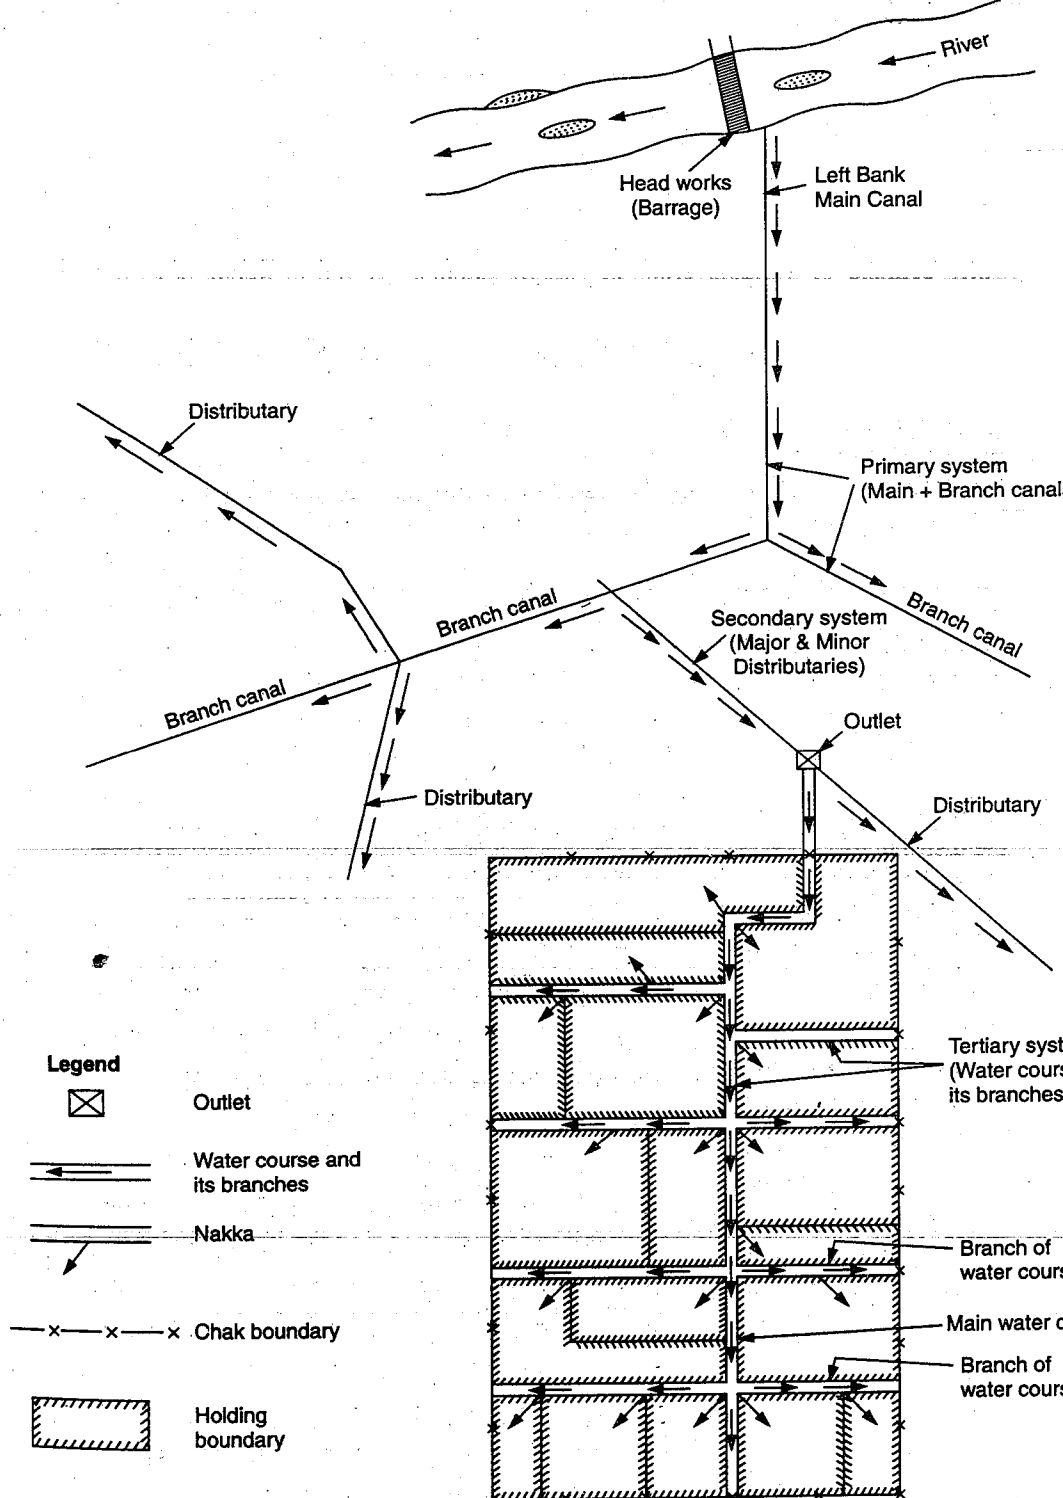 River
Head works
(Barrage)
Left Bank
Main Canal
Distributary
Primary system
(Main + Branch canal
Branch canal
Secondary system
(Major & Minor
Distributaries)
Branch canal
Branch canal
Outlet
Distributary
Distributary
Legend
Outlet
Water course and
its branches
Nakka
Chak boundary
Holding
boundary
Tertiary syst
(Water cours
its branches
Branch of
water cours
Main water c
Branch of
water cours